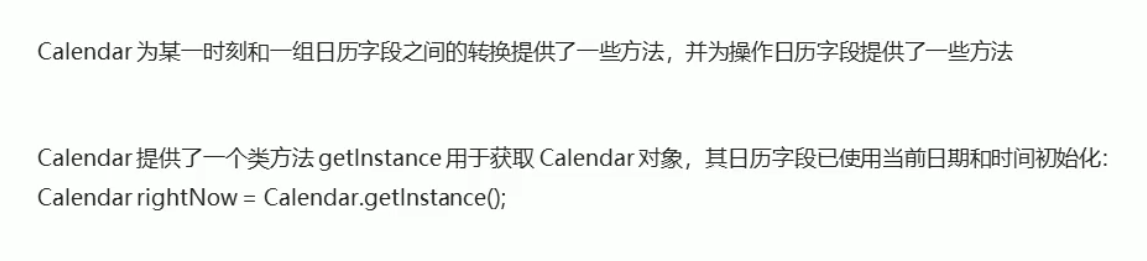 Calendar 为某一时刻和一组日历字段之间的转换提供了一些方法，并为操作日历字段提供了一些方法
Calendar 提供了一个类方法 getInstance 用于获取 Calendar 对象，其日历字段已使用当前日期和时间初始化：
Calendar rightNow = Calendar.getInstance();